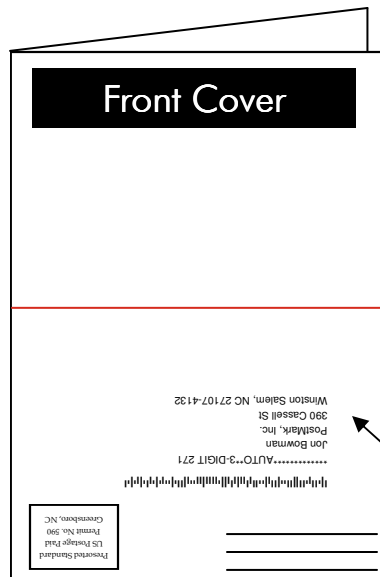 Front Cover
************AUTO**3-DIGIT 271
Jon Bowman
PostMark, Inc.
390 Cassell St
Winston Salem, NC 27107-4132
Presorted Standard
US Postage Paid
Permit No. 590
Greensboro, NC